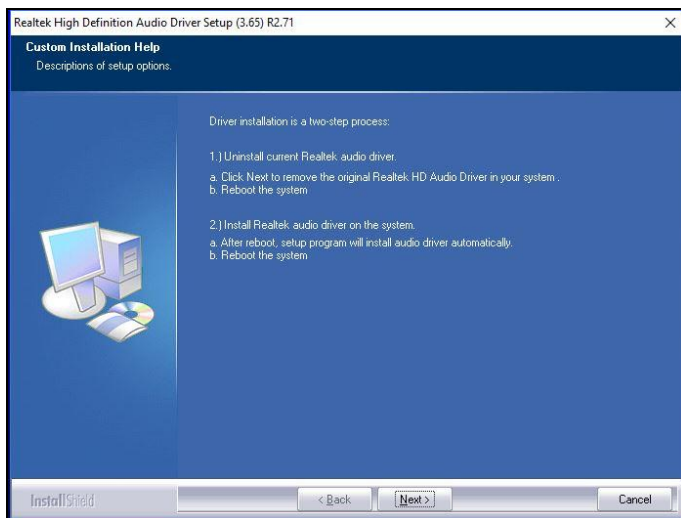 Realtek High Definition Audio Driver Setup (3.65) R2.71
Custom Installation Help
Descriptions of setup options.
Driver installation is a two-step process:
1.) Uninstall current Realtek audio driver.
a. Click Next to remove the original Realtek HD Audio Driver in your system .
b. Reboot the system
2.) Install Realtek audio driver on the system.
a. After reboot, setup program will install audio driver automatically.
b. Reboot the system
InstallShield
< Back
Next >
Cancel